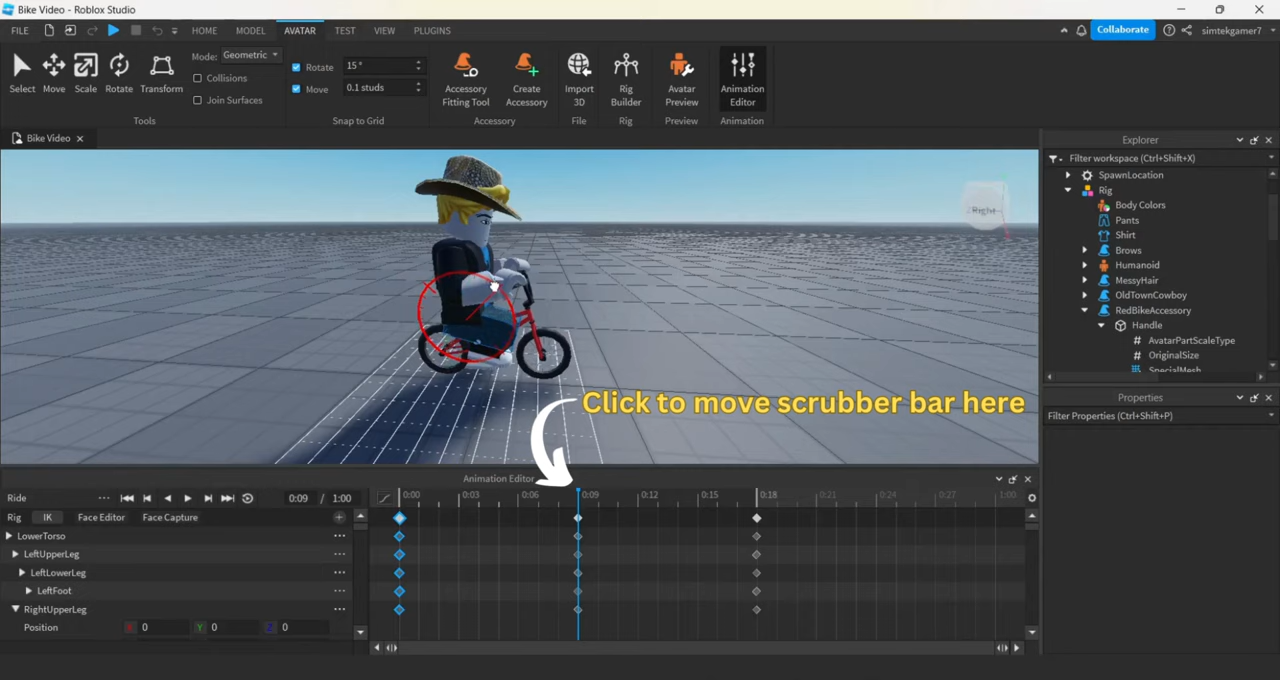 Bike Video - Roblox Studio
FILE HOME MODEL AVATAR TEST VIEW PLUGINS Collaborate simtekgamer7
Select Move Scale Rotate Transform
Mode: Geometric
Collisions
Join Surfaces
Tools
Rotate 15 °
Move 0.1 studs
Snap to Grid
Accessory Fitting Tool
Create Accessory
Accessory
Import 3D
File
Rig Builder
Rig
Avatar Preview
Preview
Animation Editor
Animation
Bike Video
Right
Click to move scrubber bar here
Explorer
Filter workspace (Ctrl+Shift+X)
SpawnLocation
Rig
Body Colors
Pants
Shirt
Brows
Humanoid
MessyHair
OldTownCowboy
RedBikeAccessory
Handle
AvatarPartScaleType
OriginalSize
SpecialMesh
Properties
Filter Properties (Ctrl+Shift+P)
Animation Editor
Ride ... 0:09 / 1:00 0:00 0:03 0:06 0:09 0:12 0:15 0:18 0:21 0:24 0:27 1:00
Rig IK Face Editor Face Capture
LowerTorso
LeftUpperLeg
LeftLowerLeg
LeftFoot
RightUpperLeg
Position X 0 Y 0 Z 0